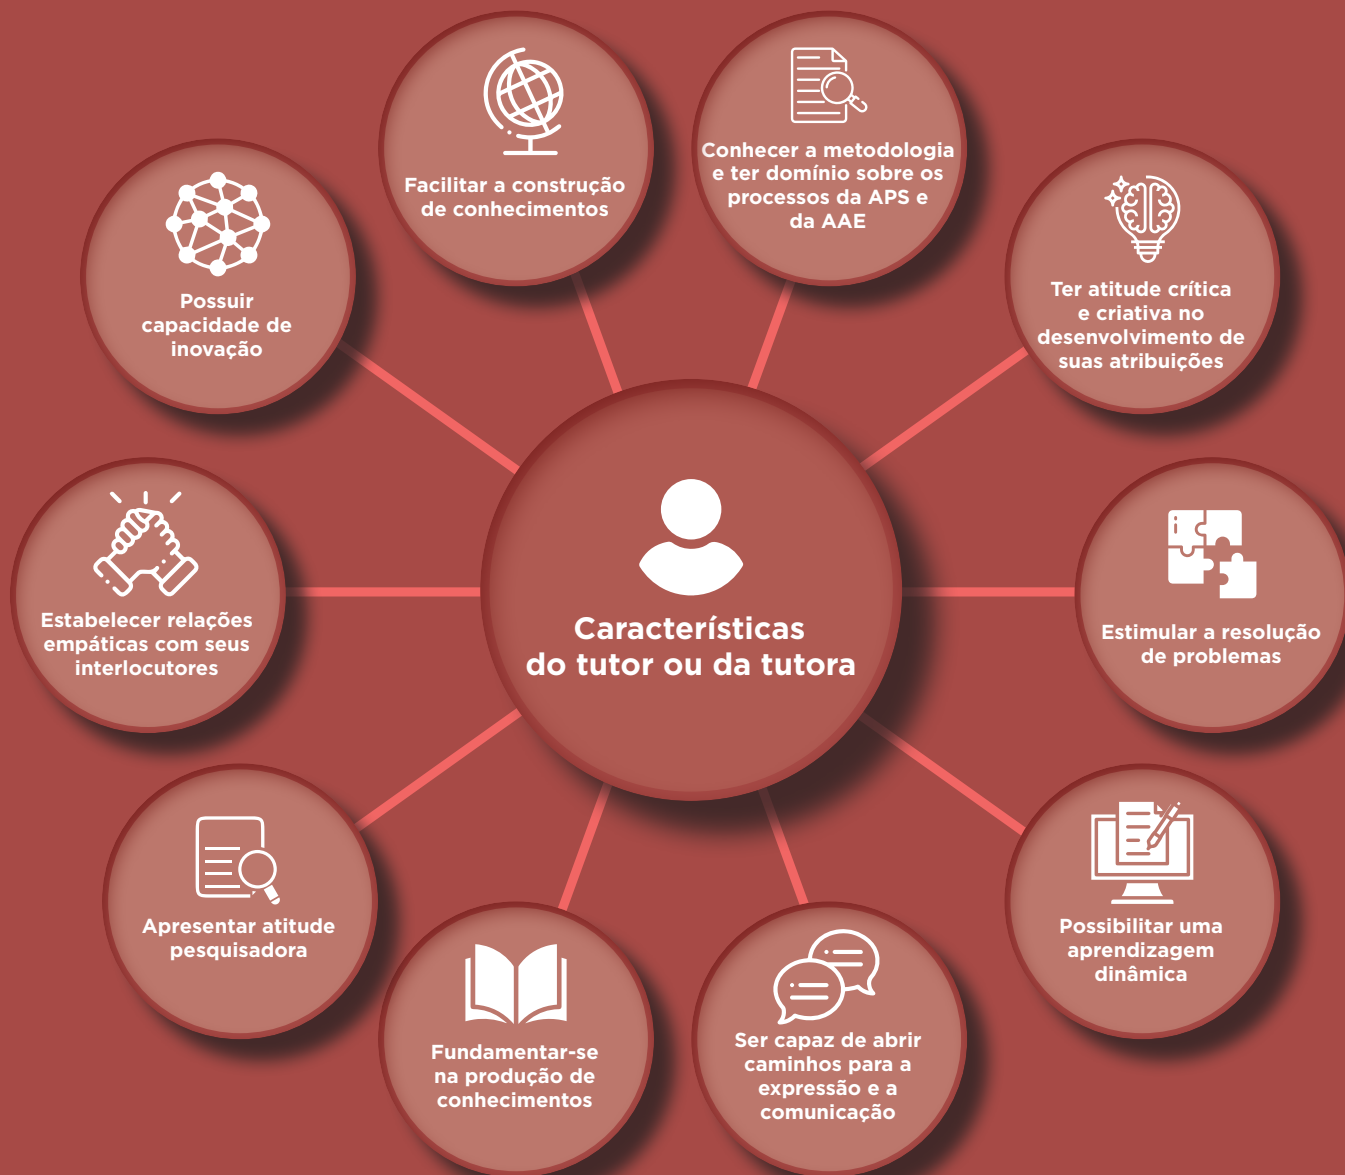 Facilitar a construção
de conhecimentos
Conhecer a metodologia
e ter domínio sobre os
processos da APS e
da AAE
Possuir
capacidade de
inovação
Ter atitude crítica
e criativa no
desenvolvimento de
suas atribuições
Características
do tutor ou da tutora
Estabelecer relações
empáticas com seus
interlocutores
Estimular a resolução
de problemas
Apresentar atitude
pesquisadora
Possibilitar uma
aprendizagem
dinâmica
Fundamentar-se
na produção de
conhecimentos
Ser capaz de abrir
caminhos para a
expressão e a
comunicação